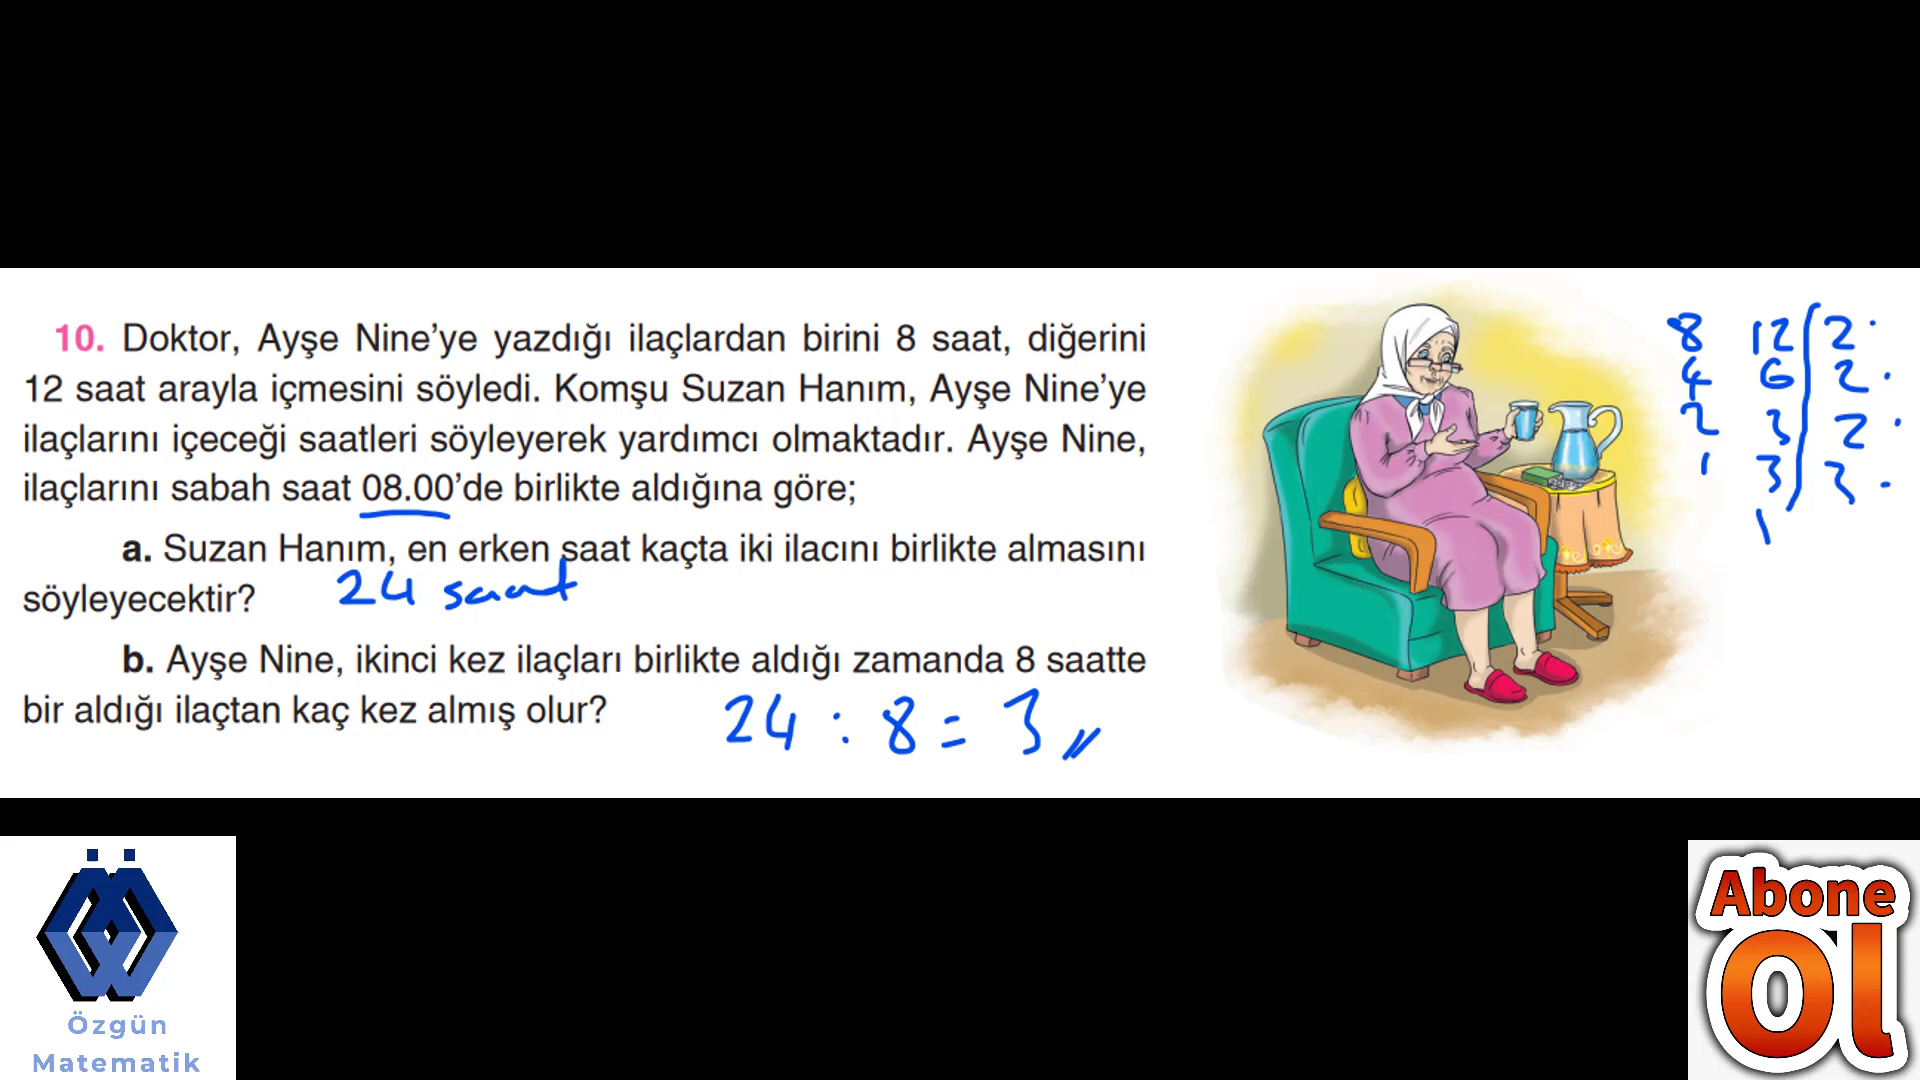 10. Doktor, Ayşe Nine’ye yazdığı ilaçlardan birini 8 saat, diğerini
12 saat arayla içmesini söyledi. Komşu Suzan Hanım, Ayşe Nine’ye
ilaçlarını içeceği saatleri söyleyerek yardımcı olmaktadır. Ayşe Nine,
ilaçlarını sabah saat 08.00’de birlikte aldığına göre;
a. Suzan Hanım, en erken saat kaçta iki ilacını birlikte almasını
söyleyecektir? 24 saat
b. Ayşe Nine, ikinci kez ilaçları birlikte aldığı zamanda 8 saatte
bir aldığı ilaçtan kaç kez almış olur? 24 : 8 = 3 //
8 12 2 .
4 6 2 .
2 3 2 .
1 3 3 .
1
Özgün
Matematik
Abone
Ol